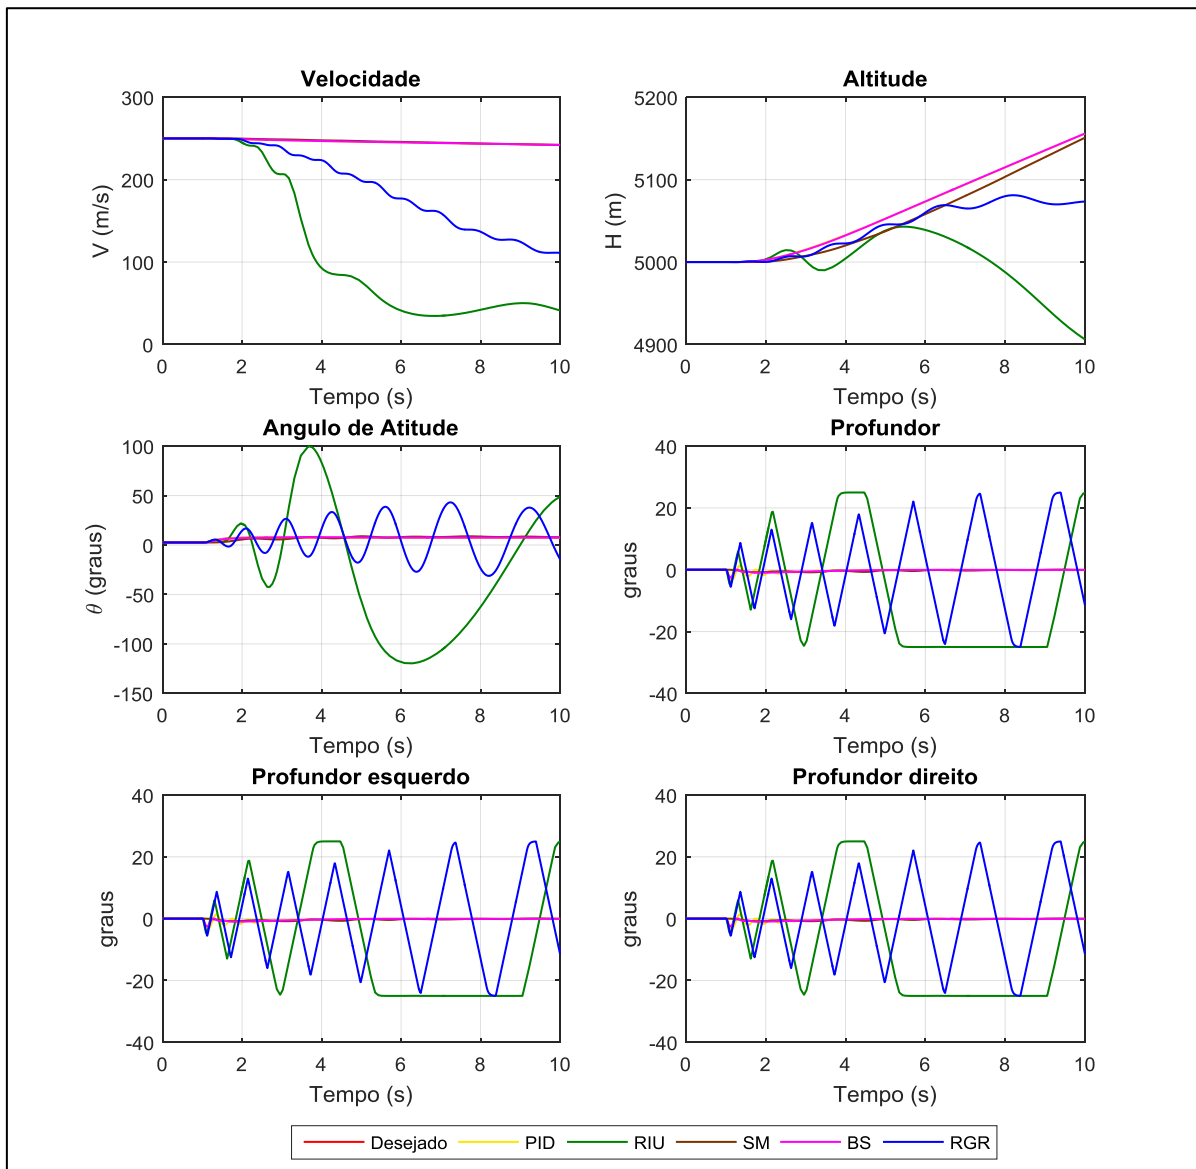 Velocidade
300
200
100
0
V (m/s)
0 2 4 6 8 10
Tempo (s)
Altitude
5200
5100
5000
4900
H (m)
0 2 4 6 8 10
Tempo (s)
Angulo de Atitude
100
50
0
-50
-100
-150
θ (graus)
0 2 4 6 8 10
Tempo (s)
Profundor
40
20
0
-20
-40
graus
0 2 4 6 8 10
Tempo (s)
Profundor esquerdo
40
20
0
-20
-40
graus
0 2 4 6 8 10
Tempo (s)
Profundor direito
40
20
0
-20
-40
graus
0 2 4 6 8 10
Tempo (s)
Desejado PID RIU SM BS RGR